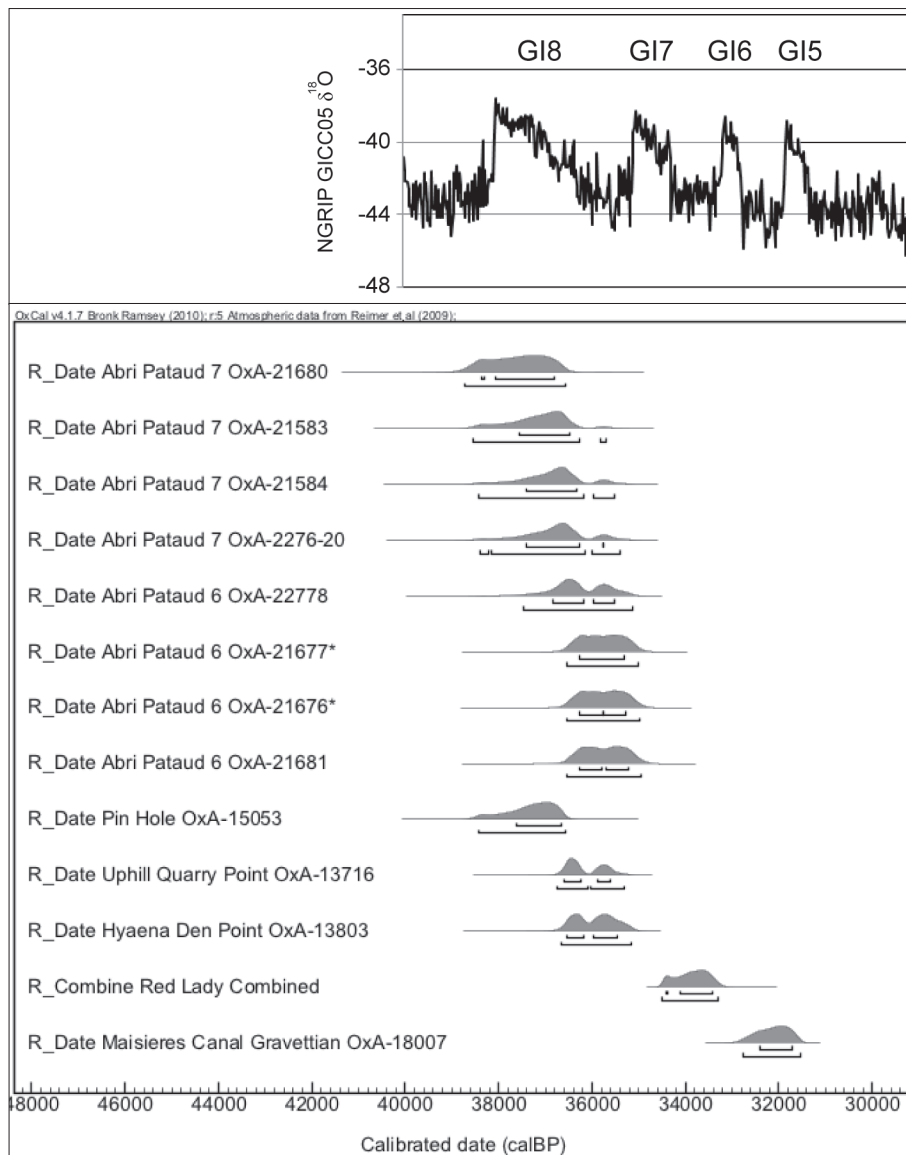 GI8 GI7 GI6 GI5
NGRIP GICC05 δ18O
-36
-40
-44
-48
OxCal v4.1.7 Bronk Ramsey (2010); r:5 Atmospheric data from Reimer et al (2009);
R_Date Abri Pataud 7 OxA-21680
R_Date Abri Pataud 7 OxA-21583
R_Date Abri Pataud 7 OxA-21584
R_Date Abri Pataud 7 OxA-2276-20
R_Date Abri Pataud 6 OxA-22778
R_Date Abri Pataud 6 OxA-21677*
R_Date Abri Pataud 6 OxA-21676*
R_Date Abri Pataud 6 OxA-21681
R_Date Pin Hole OxA-15053
R_Date Uphill Quarry Point OxA-13716
R_Date Hyaena Den Point OxA-13803
R_Combine Red Lady Combined
R_Date Maisieres Canal Gravettian OxA-18007
48000 46000 44000 42000 40000 38000 36000 34000 32000 30000
Calibrated date (calBP)